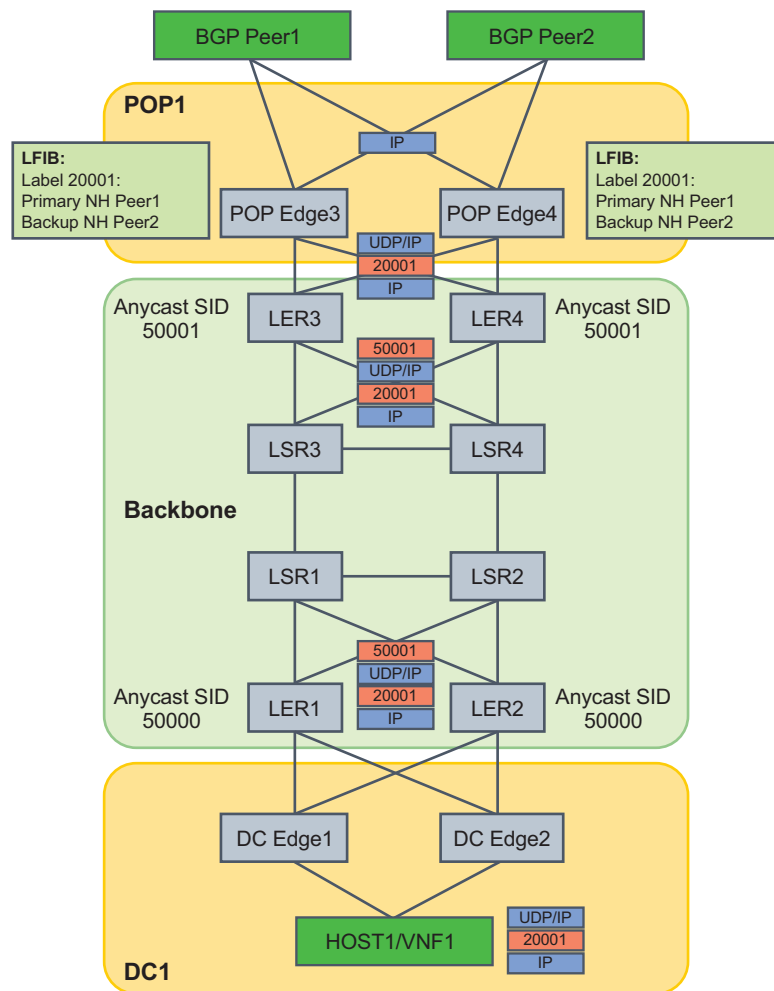 BGP Peer1
BGP Peer2
POP1
IP
LFIB:
Label 20001:
Primary NH Peer1
Backup NH Peer2
LFIB:
Label 20001:
Primary NH Peer1
Backup NH Peer2
POP Edge3
POP Edge4
UDP/IP
20001
IP
Anycast SID
50001
LER3
LER4
Anycast SID
50001
50001
UDP/IP
20001
IP
LSR3
LSR4
Backbone
LSR1
LSR2
50001
UDP/IP
20001
IP
Anycast SID
50000
LER1
LER2
Anycast SID
50000
DC Edge1
DC Edge2
HOST1/VNF1
UDP/IP
20001
IP
DC1